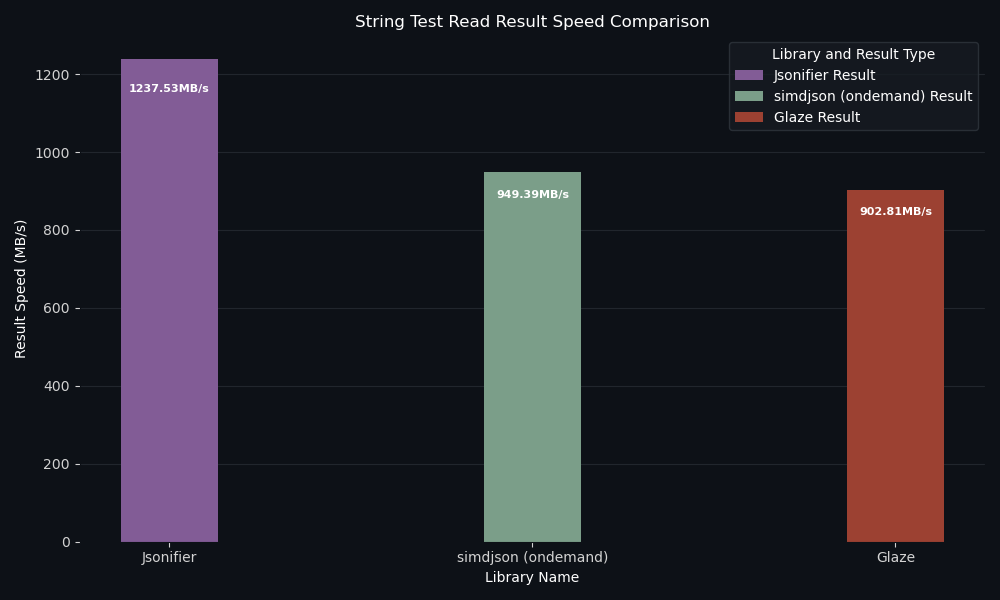 String Test Read Result Speed Comparison
Library and Result Type
Jsonifier Result
simdjson (ondemand) Result
Glaze Result
Result Speed (MB/s)
1200
1000
800
600
400
200
0
1237.53MB/s
949.39MB/s
902.81MB/s
Jsonifier
simdjson (ondemand)
Glaze
Library Name